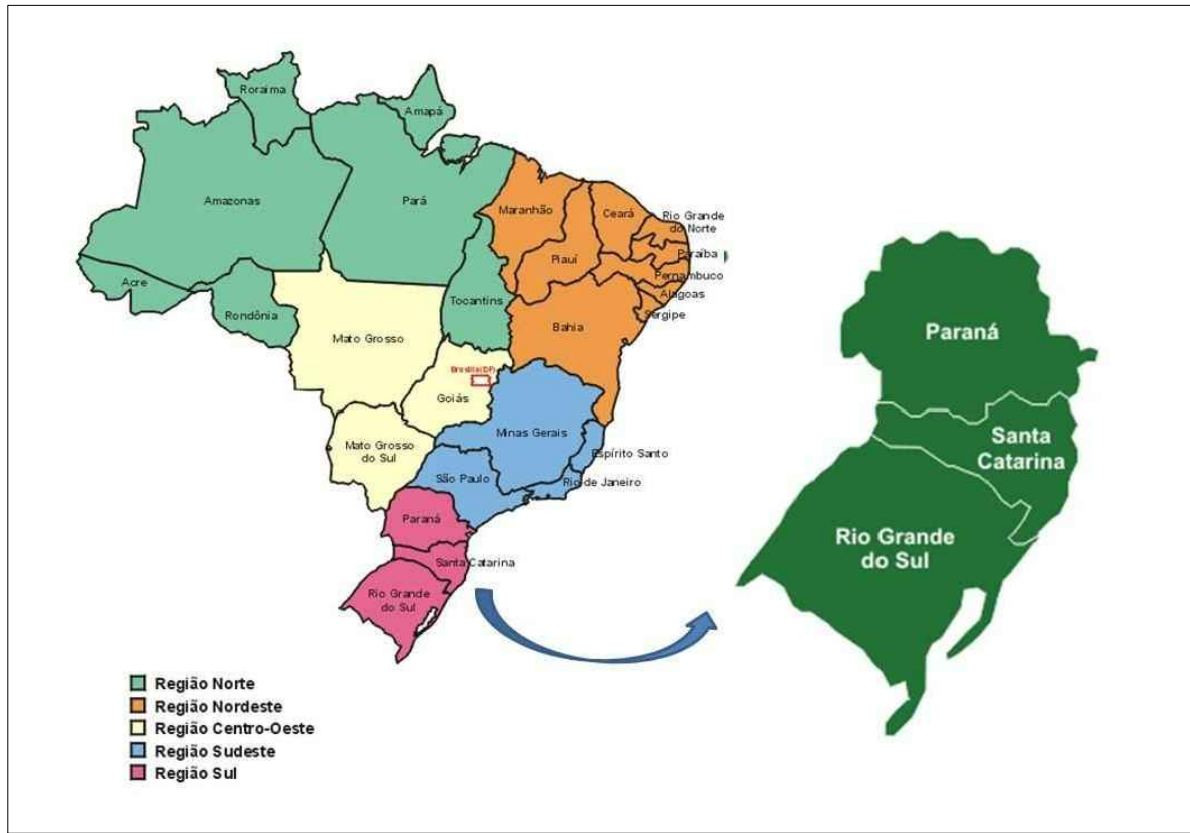 Roraima
Amapá
Amazonas
Pará
Maranhão
Ceará
Rio Grande
do Norte
Paraíba
Piauí
Pernambuco
Alagoas
Sergipe
Acre
Rondônia
Tocantins
Bahia
Mato Grosso
Brasília(DF)
Goiás
Minas Gerais
Mato Grosso
do Sul
Espírito Santo
São Paulo
Rio de Janeiro
Paraná
Santa Catarina
Rio Grande
do Sul
Paraná
Santa
Catarina
Rio Grande
do Sul
Região Norte
Região Nordeste
Região Centro-Oeste
Região Sudeste
Região Sul